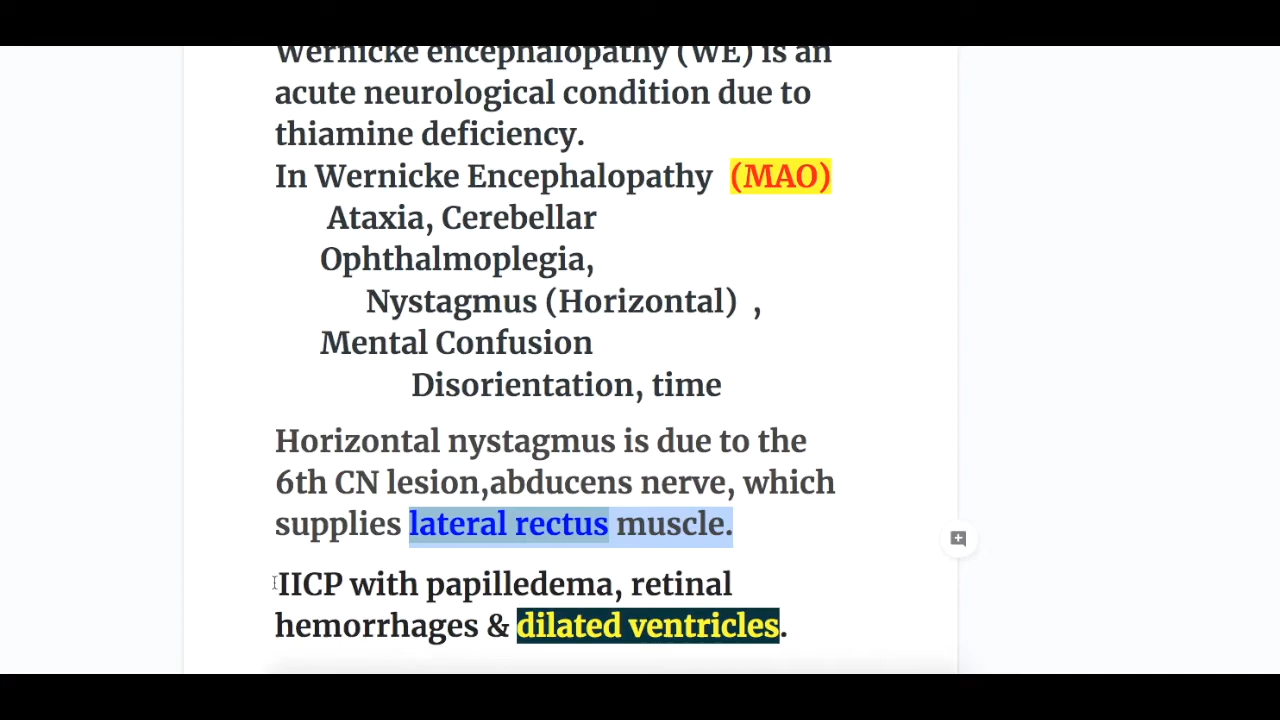 Wernicke encephalopathy (WE) is an
acute neurological condition due to
thiamine deficiency.
In Wernicke Encephalopathy (MAO)
Ataxia, Cerebellar
Ophthalmoplegia,
Nystagmus (Horizontal) ,
Mental Confusion
Disorientation, time
Horizontal nystagmus is due to the
6th CN lesion,abducens nerve, which
supplies lateral rectus muscle.
IICP with papilledema, retinal
hemorrhages & dilated ventricles.